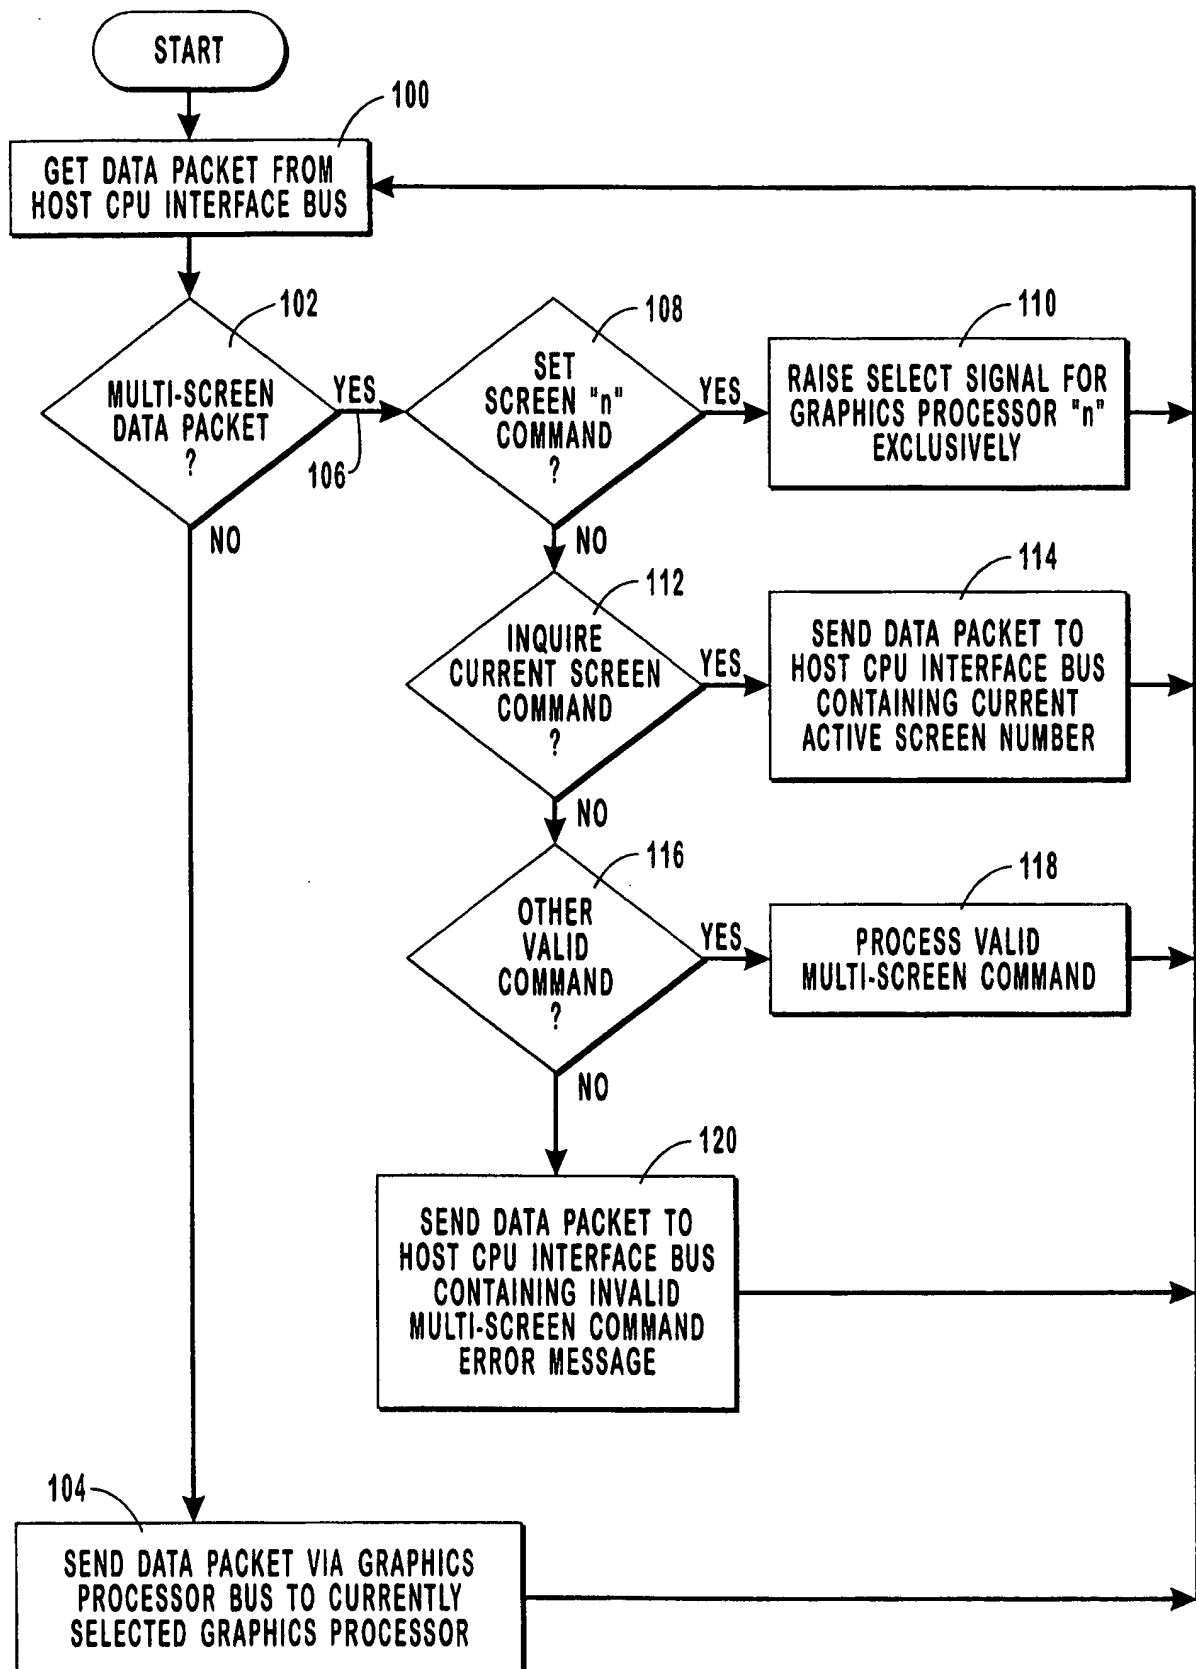 START
100
GET DATA PACKET FROM
HOST CPU INTERFACE BUS
102
MULTI-SCREEN
DATA PACKET
?
YES
106
NO
108
SET
SCREEN "n"
COMMAND
?
YES
NO
110
RAISE SELECT SIGNAL FOR
GRAPHICS PROCESSOR "n"
EXCLUSIVELY
112
INQUIRE
CURRENT SCREEN
COMMAND
?
YES
NO
114
SEND DATA PACKET TO
HOST CPU INTERFACE BUS
CONTAINING CURRENT
ACTIVE SCREEN NUMBER
116
OTHER
VALID
COMMAND
?
YES
NO
118
PROCESS VALID
MULTI-SCREEN COMMAND
120
SEND DATA PACKET TO
HOST CPU INTERFACE BUS
CONTAINING INVALID
MULTI-SCREEN COMMAND
ERROR MESSAGE
104
SEND DATA PACKET VIA GRAPHICS
PROCESSOR BUS TO CURRENTLY
SELECTED GRAPHICS PROCESSOR